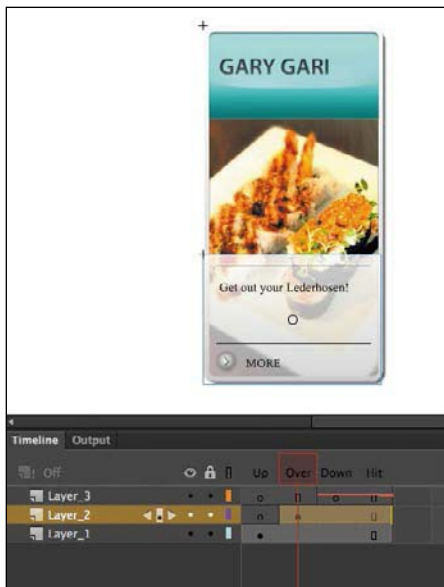 GARY GARI
Get out your Lederhosen!
MORE
Timeline Output
Off Up Over Down Hit
Layer_3
Layer_2
Layer_1